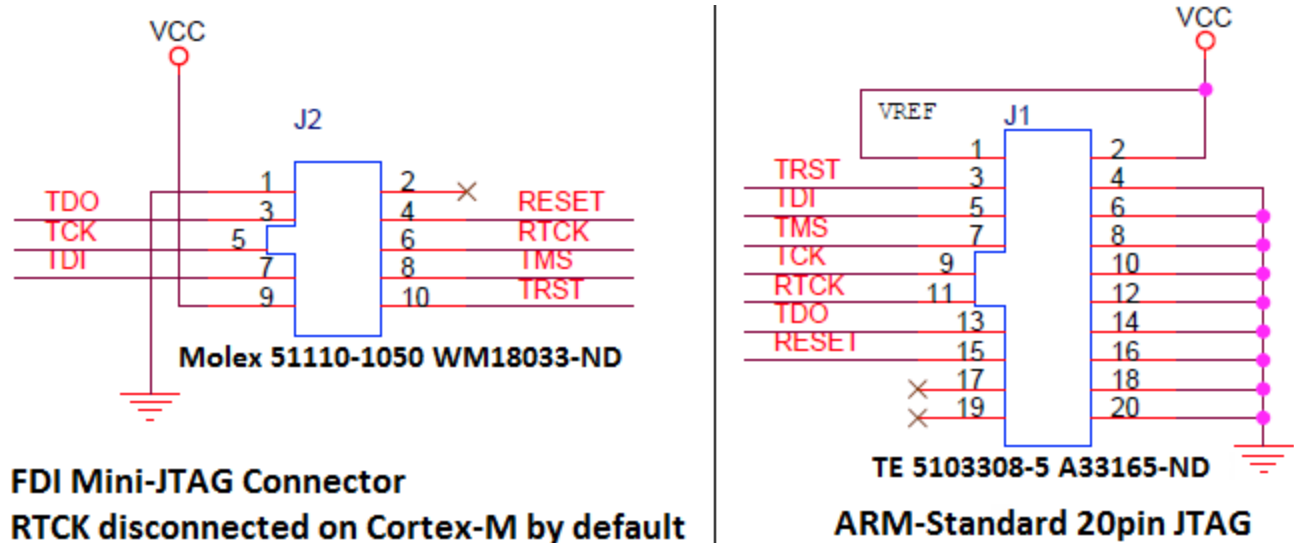 VCC
J2
1 2
TDO 3 4 RESET
TCK 5 6 RTCK
TDI 7 8 TMS
9 10 TRST
Molex 51110-1050 WM18033-ND
FDI Mini-JTAG Connector
RTCK disconnected on Cortex-M by default
VCC
VREF
J1
1 2
TRST 3 4
TDI 5 6
TMS 7 8
TCK 9 10
RTCK 11 12
TDO 13 14
RESET 15 16
17 18
19 20
TE 5103308-5 A33165-ND
ARM-Standard 20pin JTAG